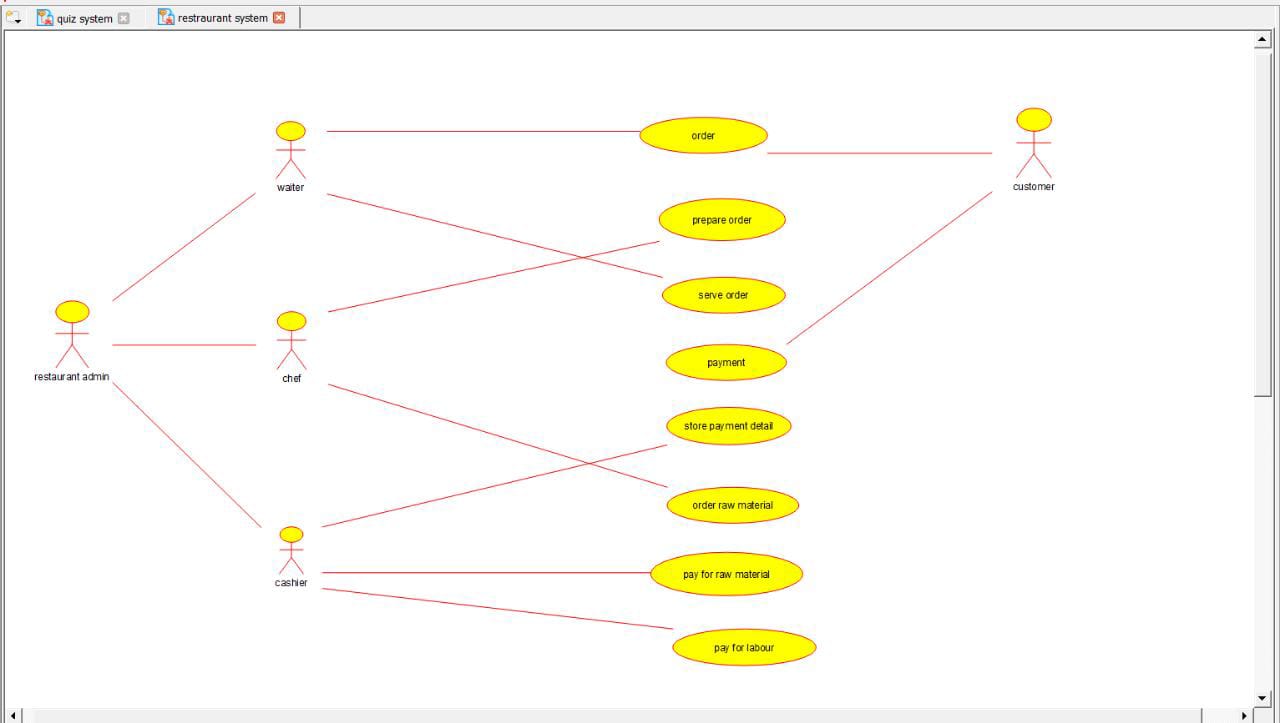 quiz system
restraurant system
order
waiter
customer
prepare order
serve order
restaurant admin
chef
payment
store payment detail
order raw material
cashier
pay for raw material
pay for labour